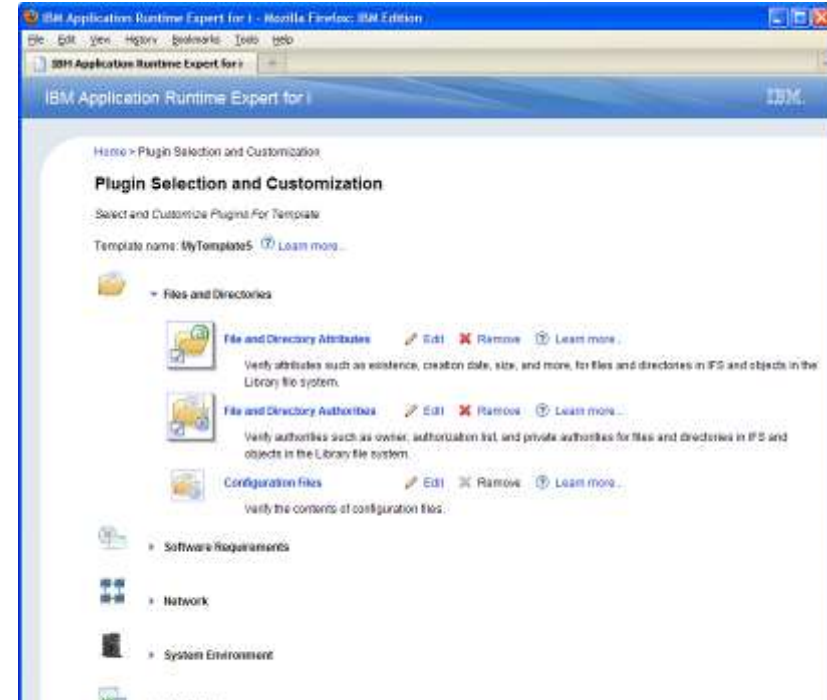 IBM Application Runtime Expert for i - Mozilla Firefox: IBM Edition
File Edit View History Bookmarks Tools Help
IBM Application Runtime Expert for i
IBM Application Runtime Expert for i IBM.
Home > Plugin Selection and Customization
Plugin Selection and Customization
Select and Customize Plugins For Template
Template name: MyTemplate5 Learn more...
Files and Directories
File and Directory Attributes Edit Remove Learn more...
Verify attributes such as existence, creation date, size, and more, for files and directories in IFS and objects in the
Library file system.
File and Directory Authorities Edit Remove Learn more...
Verify authorities such as owner, authorization list, and private authorities for files and directories in IFS and
objects in the Library file system.
Configuration Files Edit Remove Learn more...
Verify the contents of configuration files.
Software Requirements
Network
System Environment